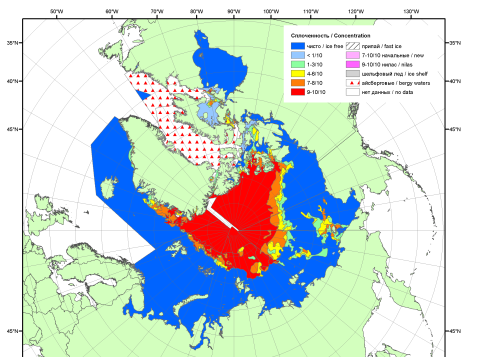 60°W 70°W 80°W 90°W 100°W 110°W 120°W 130°W
35°N
40°N
45°N
Сплоченность / Concentration
чисто / ice free
< 1/10
1-3/10
4-6/10
7-8/10
9-10/10
припай / fast ice
7-10/10 начальные / new
9-10/10 нилас / nilas
шельфовый лед / ice shelf
айсберговые / bergy waters
нет данных / no data
35°N
40°N
45°N
45°N
45°N